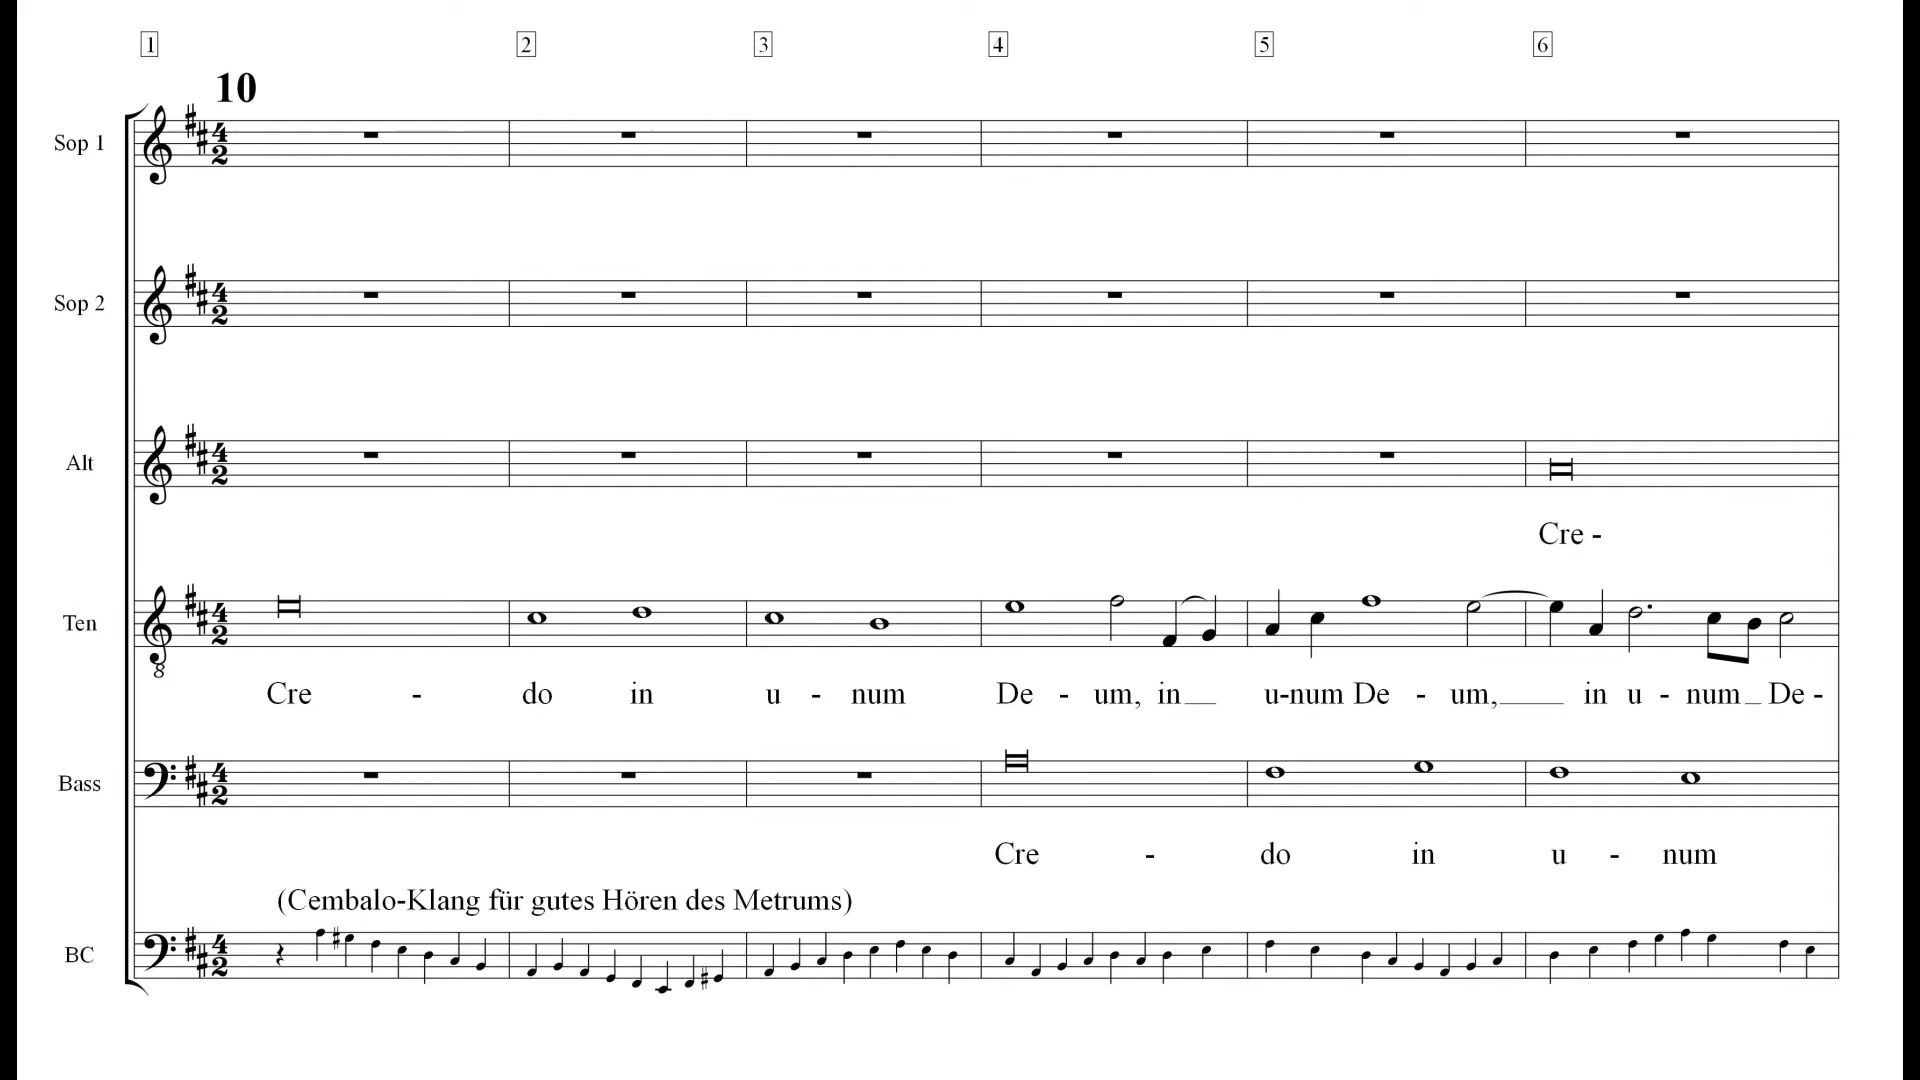 1 2 3 4 5 6
10
Sop 1
Sop 2
Alt
Cre -
Ten
Cre - do in u - num De - um, in u-num De - um, in u - num De -
Bass
Cre - do in u - num
(Cembalo-Klang für gutes Hören des Metrums)
BC